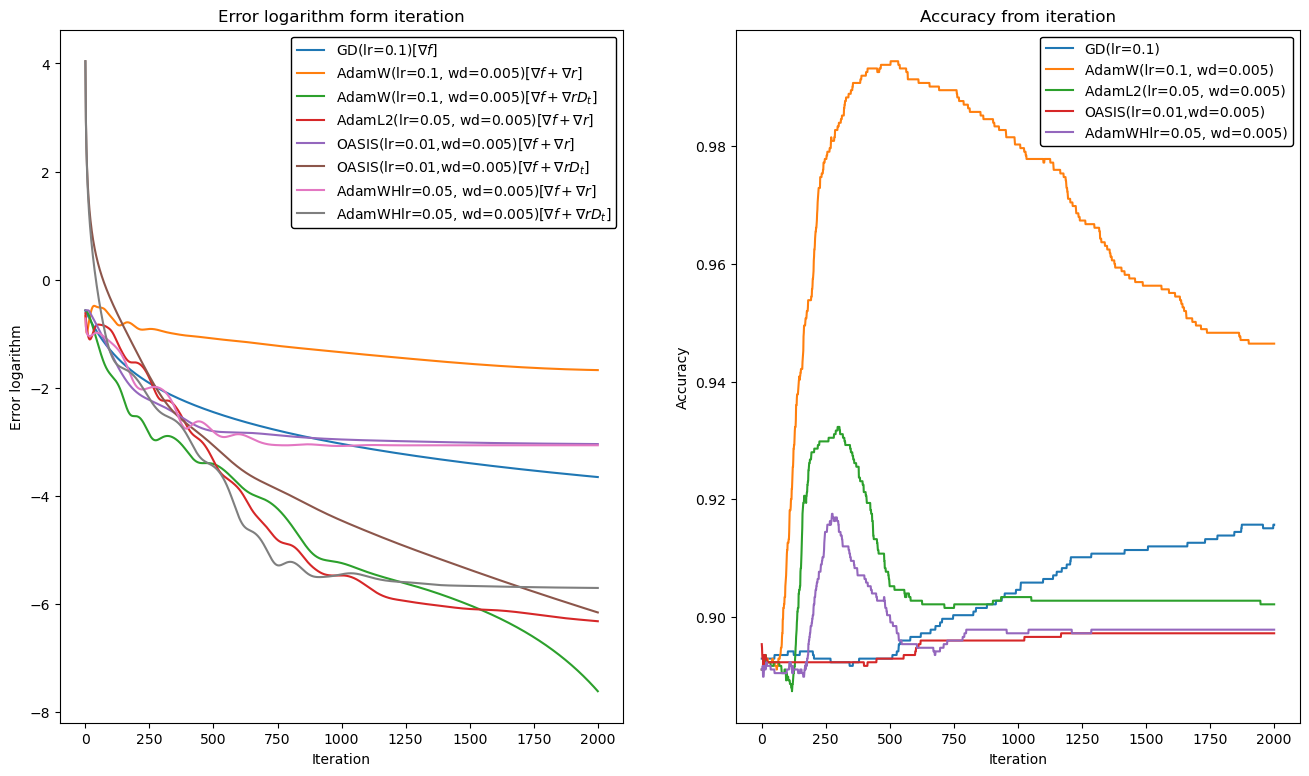 Error logarithm form iteration
GD(lr=0.1)[∇f]
AdamW(lr=0.1, wd=0.005)[∇f + ∇r]
AdamW(lr=0.1, wd=0.005)[∇f + ∇rDₜ]
AdamL2(lr=0.05, wd=0.005)[∇f + ∇r]
OASIS(lr=0.01,wd=0.005)[∇f + ∇r]
OASIS(lr=0.01,wd=0.005)[∇f + ∇rDₜ]
AdamWHlr=0.05, wd=0.005)[∇f + ∇r]
AdamWHlr=0.05, wd=0.005)[∇f + ∇rDₜ]
4
2
0
−2
−4
−6
−8
Error logarithm
0 250 500 750 1000 1250 1500 1750 2000
Iteration
Accuracy from iteration
GD(lr=0.1)
AdamW(lr=0.1, wd=0.005)
AdamL2(lr=0.05, wd=0.005)
OASIS(lr=0.01,wd=0.005)
AdamWHlr=0.05, wd=0.005)
0.98
0.96
0.94
0.92
0.90
Accuracy
0 250 500 750 1000 1250 1500 1750 2000
Iteration